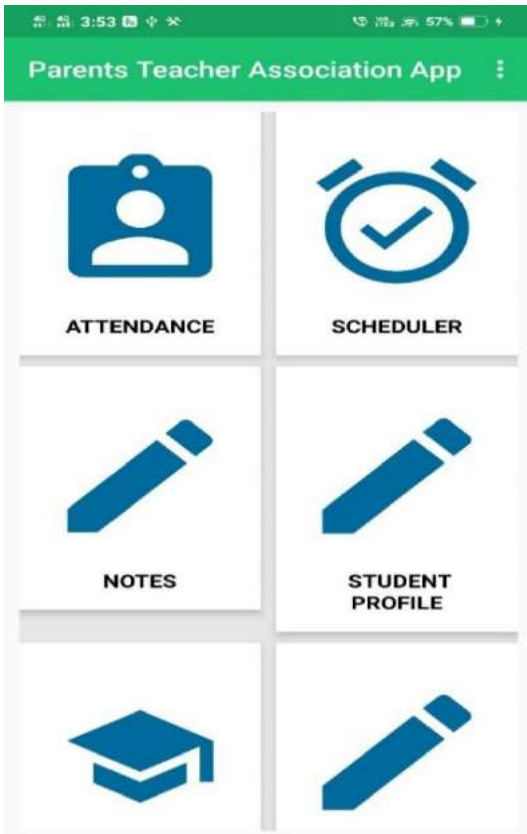 3:53
57%
Parents Teacher Association App
ATTENDANCE
SCHEDULER
NOTES
STUDENT
PROFILE